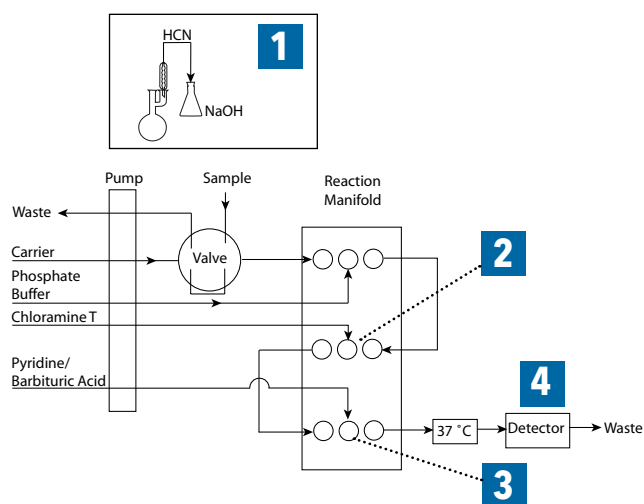 HCN
1
NaOH
Pump
Sample
Reaction
Manifold
Waste
Carrier
Valve
Phosphate
Buffer
2
Chloramine T
Pyridine/
Barbituric Acid
4
37 ˚C
Detector
Waste
3